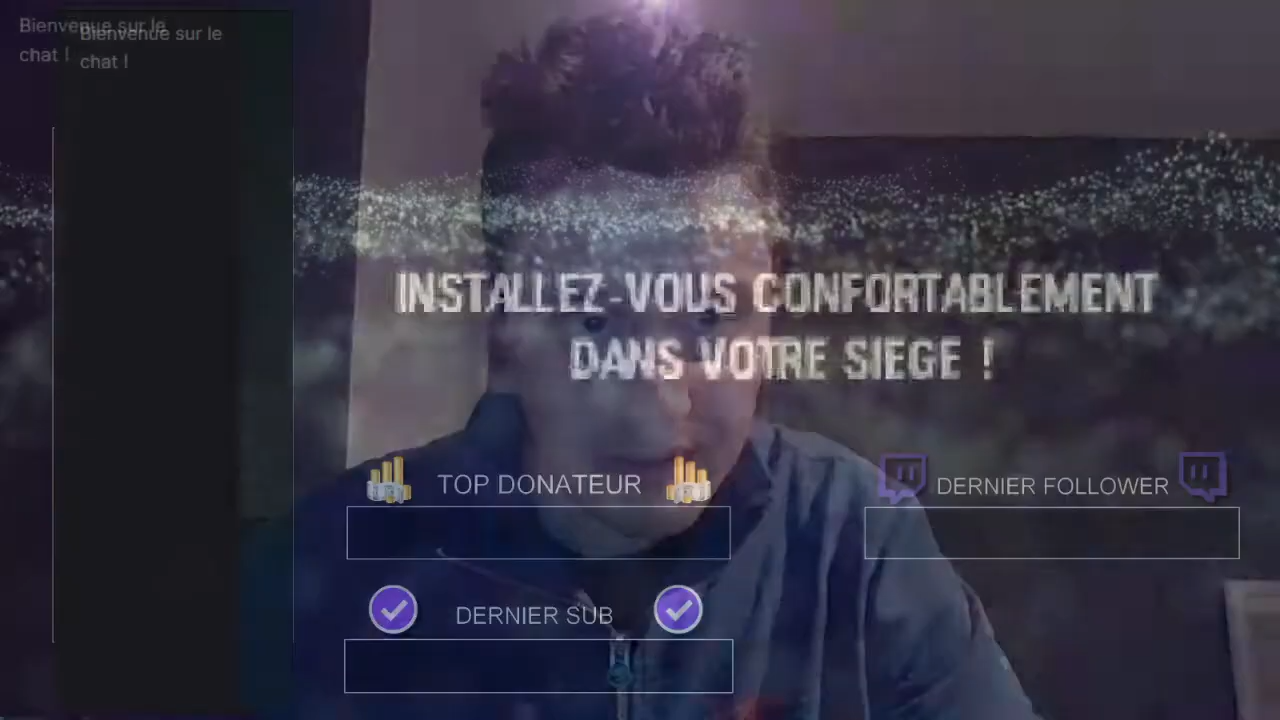 Bienvenue sur le
chat !
Bienvenue sur le
chat !
INSTALLEZ-VOUS CONFORTABLEMENT
DANS VOTRE SIEGE !
TOP DONATEUR
DERNIER FOLLOWER
DERNIER SUB